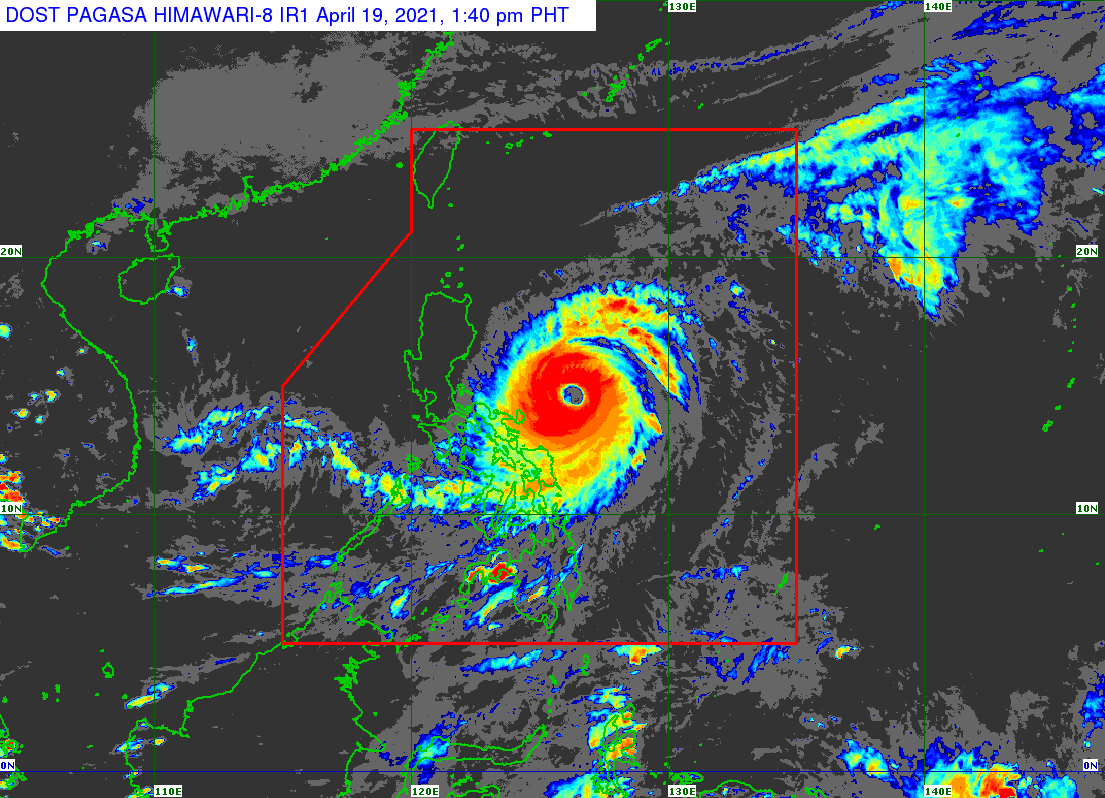 DOST PAGASA HIMAWARI-8 IR1 April 19, 2021, 1:40 pm PHT
130E 140E
20N 20N
10N 10N
0N 0N
110E 120E 130E 140E